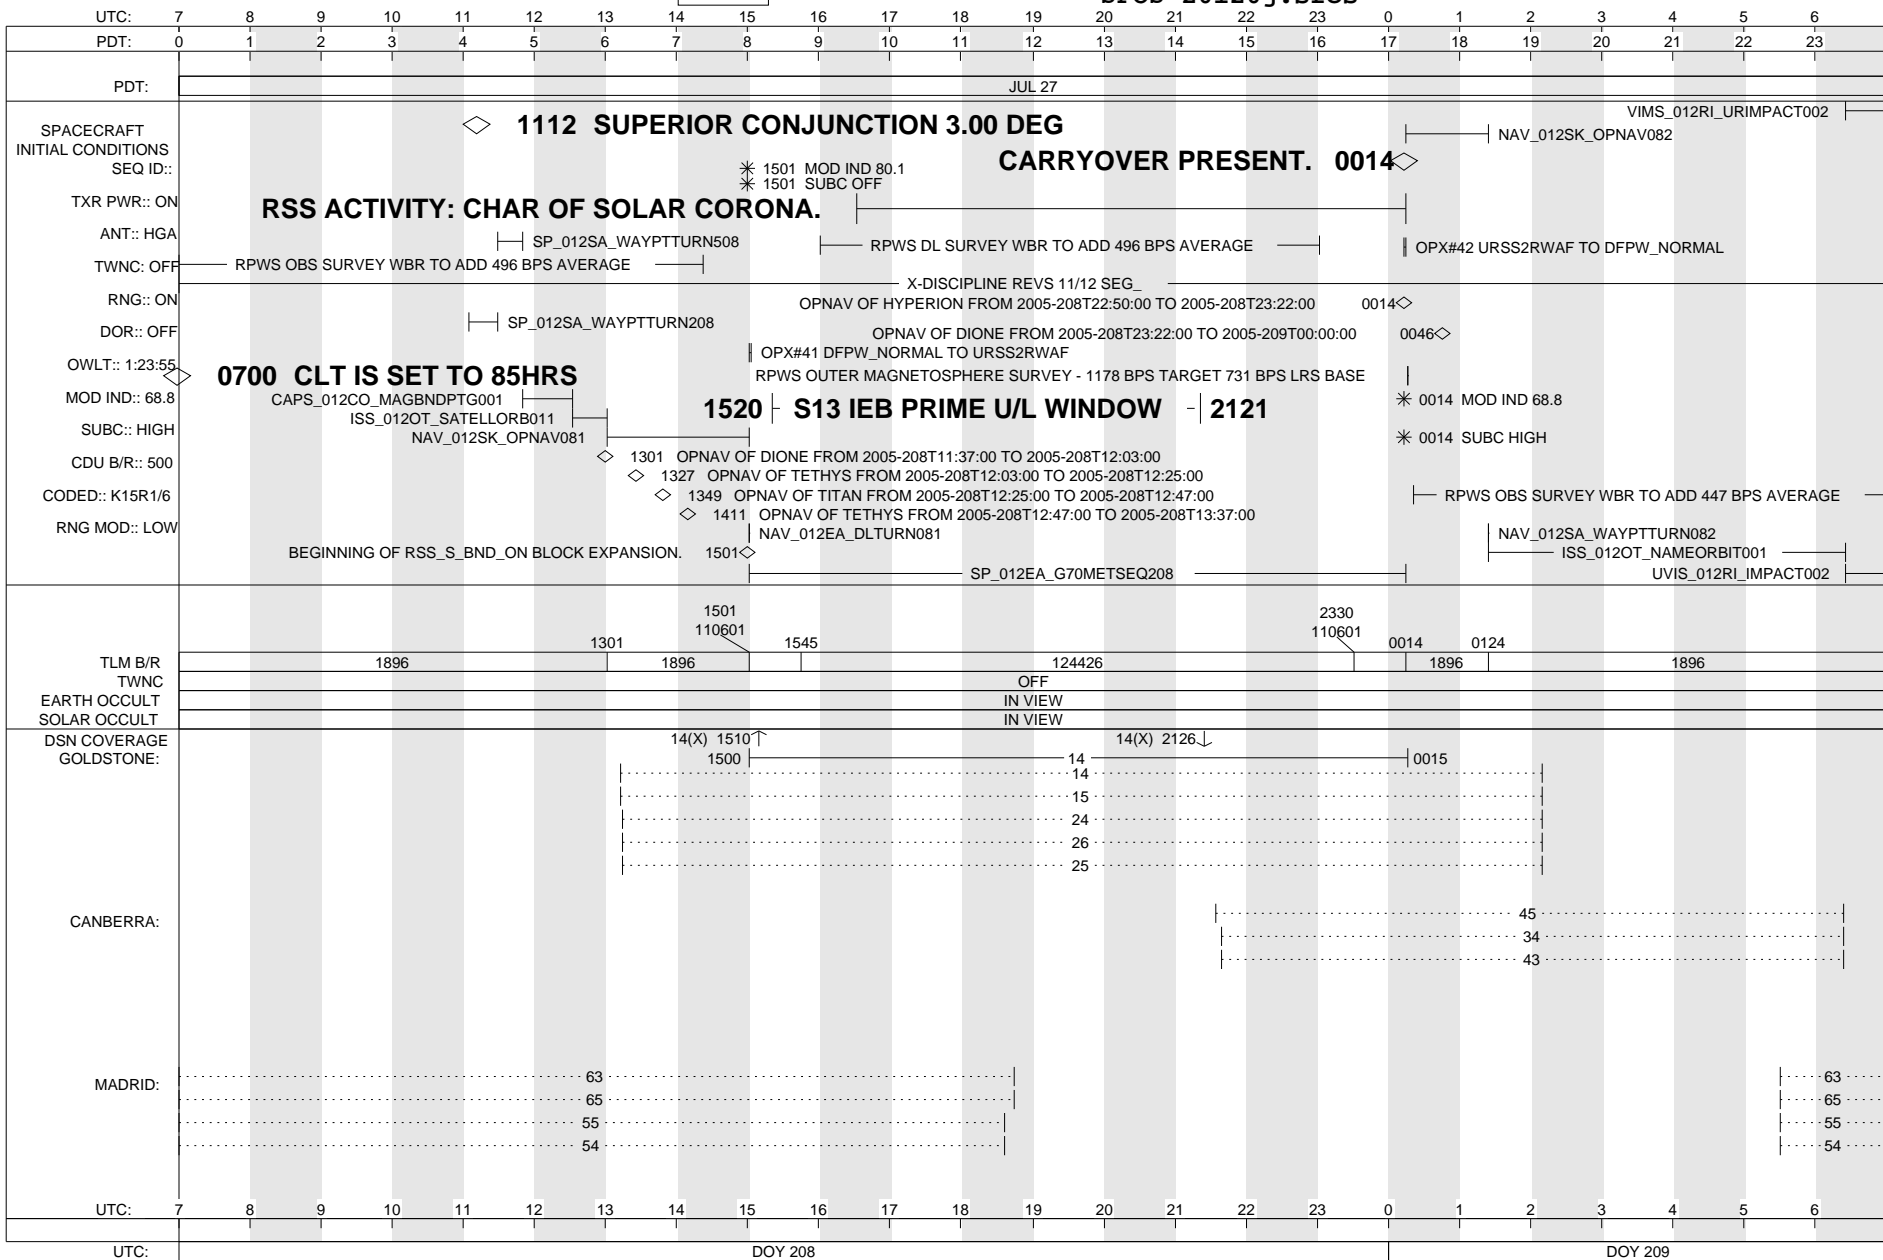 UTC: 7 8 9 10 11 12 13 14 15 16 17 18 19 20 21 22 23 0 1 2 3 4 5 6
PDT: 0 1 2 3 4 5 6 7 8 9 10 11 12 13 14 15 16 17 18 19 20 21 22 23
PDT: JUL 27
VIMS_012RI_URIMPACT002
SPACECRAFT
INITIAL CONDITIONS
1112 SUPERIOR CONJUNCTION 3.00 DEG
NAV_012SK_OPNAV082
CARRYOVER PRESENT. 0014
SEQ ID::
1501 MOD IND 80.1
1501 SUBC OFF
TXR PWR:: ON
RSS ACTIVITY: CHAR OF SOLAR CORONA.
ANT:: HGA
SP_012SA_WAYPTTURN508
RPWS DL SURVEY WBR TO ADD 496 BPS AVERAGE
OPX#42 URSS2RWAF TO DFPW_NORMAL
TWNC: OFF
RPWS OBS SURVEY WBR TO ADD 496 BPS AVERAGE
X-DISCIPLINE REVS 11/12 SEG_
RNG:: ON
OPNAV OF HYPERION FROM 2005-208T22:50:00 TO 2005-208T23:22:00 0014
SP_012SA_WAYPTTURN208
DOR:: OFF
OPNAV OF DIONE FROM 2005-208T23:22:00 TO 2005-209T00:00:00 0046
OPX#41 DFPW_NORMAL TO URSS2RWAF
OWLT:: 1:23:55
0700 CLT IS SET TO 85HRS
RPWS OUTER MAGNETOSPHERE SURVEY - 1178 BPS TARGET 731 BPS LRS BASE
MOD IND:: 68.8
CAPS_012CO_MAGBNDPTG001
1520 S13 IEB PRIME U/L WINDOW 2121
0014 MOD IND 68.8
ISS_012OT_SATELLORB011
SUBC:: HIGH
NAV_012SK_OPNAV081
0014 SUBC HIGH
1301 OPNAV OF DIONE FROM 2005-208T11:37:00 TO 2005-208T12:03:00
CDU B/R:: 500
1327 OPNAV OF TETHYS FROM 2005-208T12:03:00 TO 2005-208T12:25:00
CODED:: K15R1/6
1349 OPNAV OF TITAN FROM 2005-208T12:25:00 TO 2005-208T12:47:00
RPWS OBS SURVEY WBR TO ADD 447 BPS AVERAGE
1411 OPNAV OF TETHYS FROM 2005-208T12:47:00 TO 2005-208T13:37:00
RNG MOD:: LOW
NAV_012EA_DLTURN081
NAV_012SA_WAYPTTURN082
BEGINNING OF RSS_S_BND_ON BLOCK EXPANSION. 1501
ISS_012OT_NAMEORBIT001
SP_012EA_G70METSEQ208
UVIS_012RI_IMPACT002
1501 2330
110601 110601
1301 1545 0014 0124
TLM B/R 1896 1896 124426 1896 1896
TWNC OFF
EARTH OCCULT IN VIEW
SOLAR OCCULT IN VIEW
DSN COVERAGE 14(X) 1510 14(X) 2126
GOLDSTONE: 1500 14 0015
14
15
24
26
25
CANBERRA: 45
34
43
MADRID: 63 63
65 65
55 55
54 54
UTC: 7 8 9 10 11 12 13 14 15 16 17 18 19 20 21 22 23 0 1 2 3 4 5 6
UTC: DOY 208 DOY 209